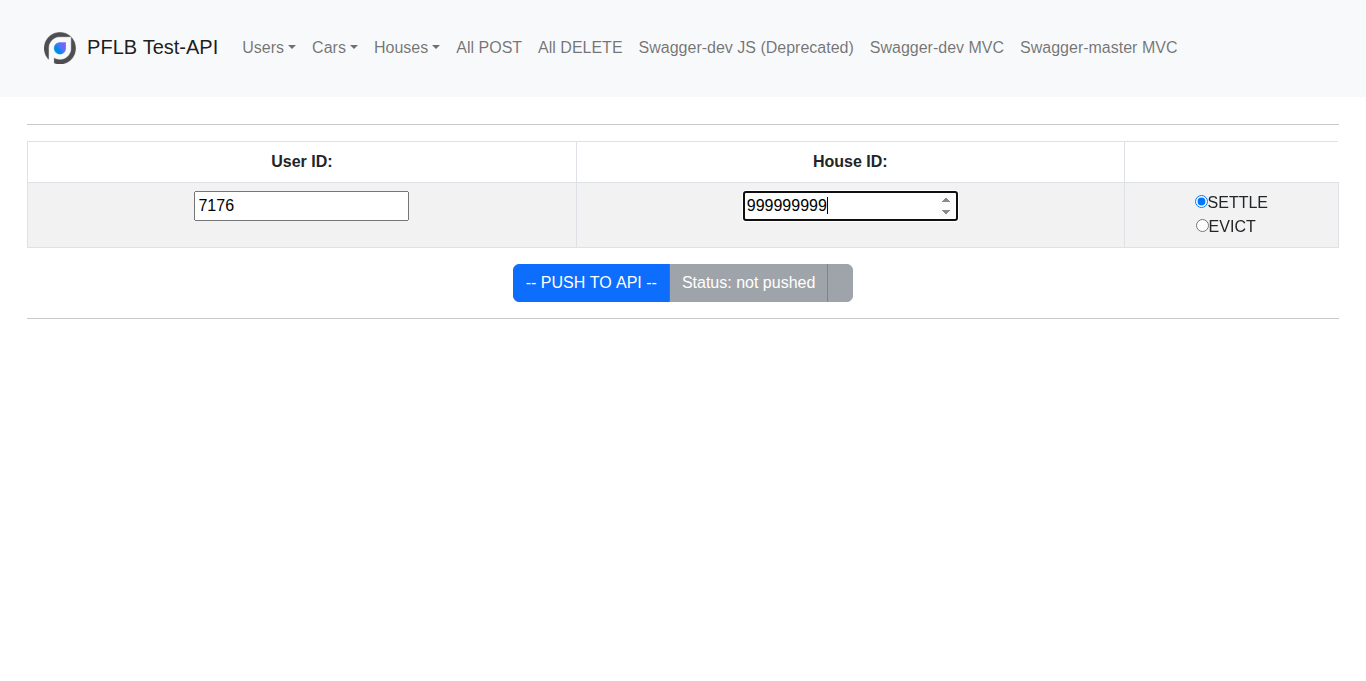 PFLB Test-API Users Cars Houses All POST All DELETE Swagger-dev JS (Deprecated) Swagger-dev MVC Swagger-master MVC
User ID: House ID:
7176 999999999 SETTLE
EVICT
-- PUSH TO API -- Status: not pushed